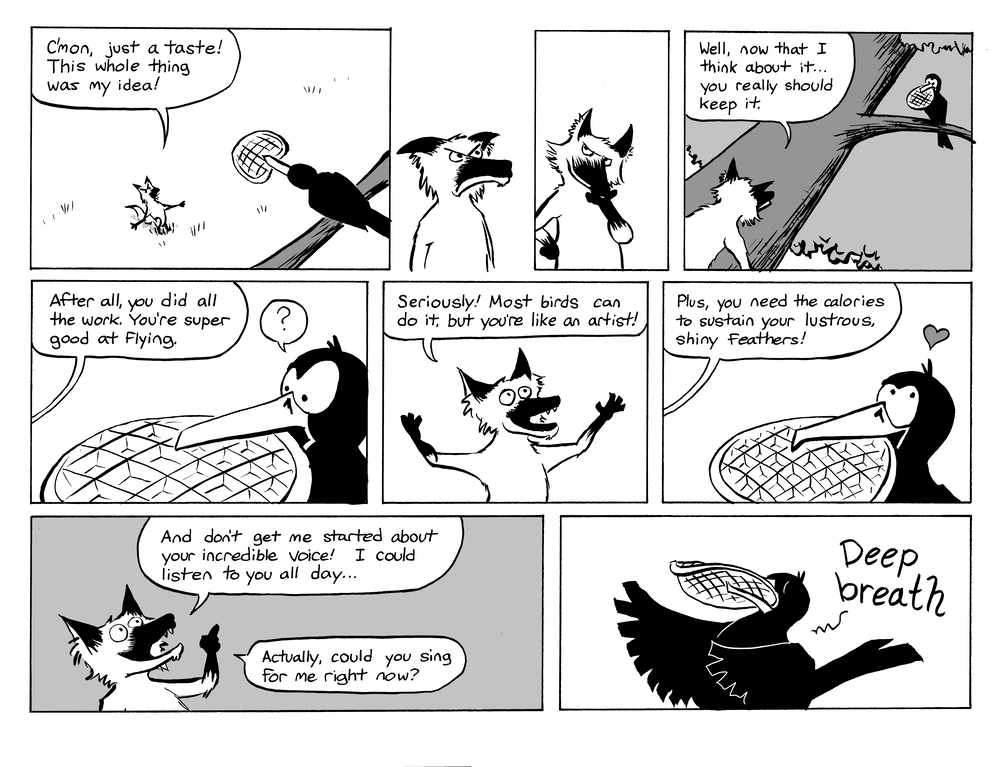 C'mon, just a taste!
This whole thing
was my idea!
Well, now that I
think about it...
you really should
keep it.
After all, you did all
the work. You're super
good at flying.
?
Seriously! Most birds can
do it, but you're like an artist!
Plus, you need the calories
to sustain your lustrous,
shiny feathers!
And don't get me started about
your incredible voice! I could
listen to you all day...
Actually, could you sing
for me right now?
Deep
breath